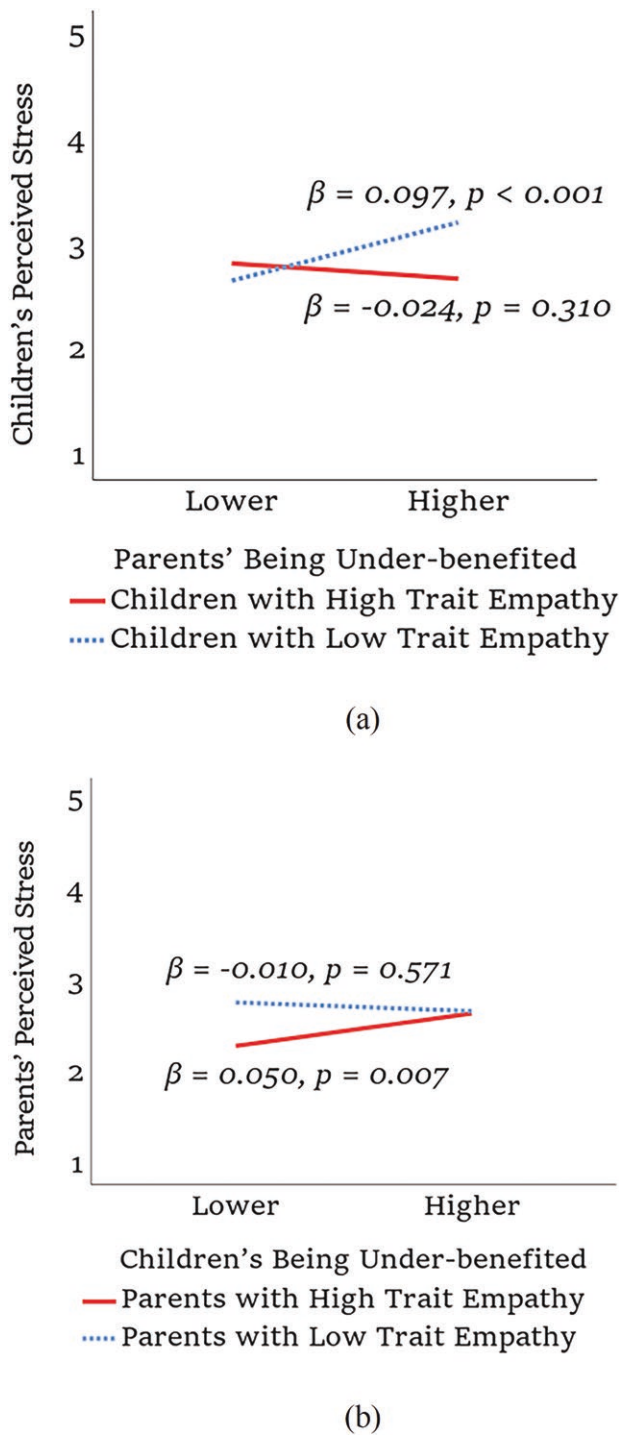 5
4
3
2
1
Children's Perceived Stress
β = 0.097, p < 0.001
β = -0.024, p = 0.310
Lower Higher
Parents' Being Under-benefited
Children with High Trait Empathy
Children with Low Trait Empathy
(a)
5
4
3
2
1
Parents' Perceived Stress
β = -0.010, p = 0.571
β = 0.050, p = 0.007
Lower Higher
Children's Being Under-benefited
Parents with High Trait Empathy
Parents with Low Trait Empathy
(b)